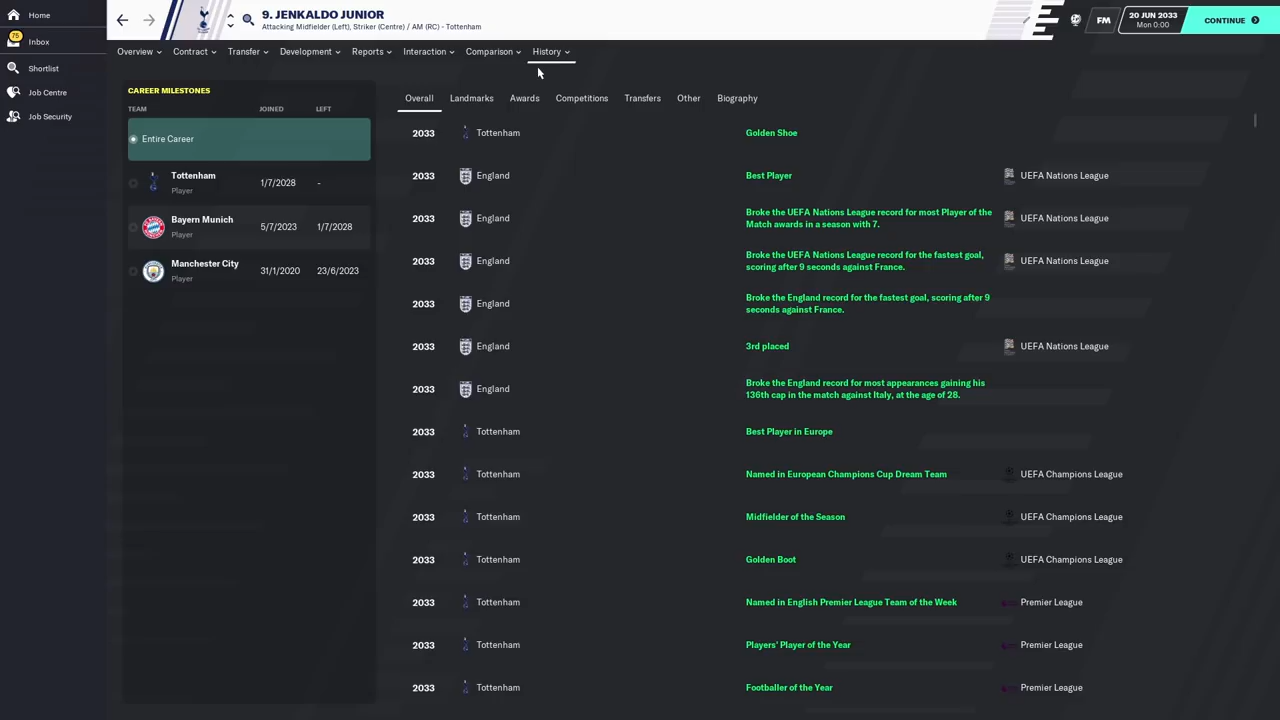 Home
75
Inbox
Shortlist
Job Centre
Job Security
9. JENKALDO JUNIOR
Attacking Midfielder (Left), Striker (Centre) / AM (RC) - Tottenham
FM
20 JUN 2033
Mon 0:00
CONTINUE
Overview
Contract
Transfer
Development
Reports
Interaction
Comparison
History
CAREER MILESTONES
TEAM JOINED LEFT
Entire Career
Tottenham
Player
1/7/2028 -
Bayern Munich
Player
5/7/2023 1/7/2028
Manchester City
Player
31/1/2020 23/6/2023
Overall Landmarks Awards Competitions Transfers Other Biography
2033 Tottenham Golden Shoe
2033 England Best Player UEFA Nations League
2033 England Broke the UEFA Nations League record for most Player of the
Match awards in a season with 7. UEFA Nations League
2033 England Broke the UEFA Nations League record for the fastest goal,
scoring after 9 seconds against France. UEFA Nations League
2033 England Broke the England record for the fastest goal, scoring after 9
seconds against France.
2033 England 3rd placed UEFA Nations League
2033 England Broke the England record for most appearances gaining his
136th cap in the match against Italy, at the age of 28.
2033 Tottenham Best Player in Europe
2033 Tottenham Named in European Champions Cup Dream Team UEFA Champions League
2033 Tottenham Midfielder of the Season UEFA Champions League
2033 Tottenham Golden Boot UEFA Champions League
2033 Tottenham Named in English Premier League Team of the Week Premier League
2033 Tottenham Players' Player of the Year Premier League
2033 Tottenham Footballer of the Year Premier League